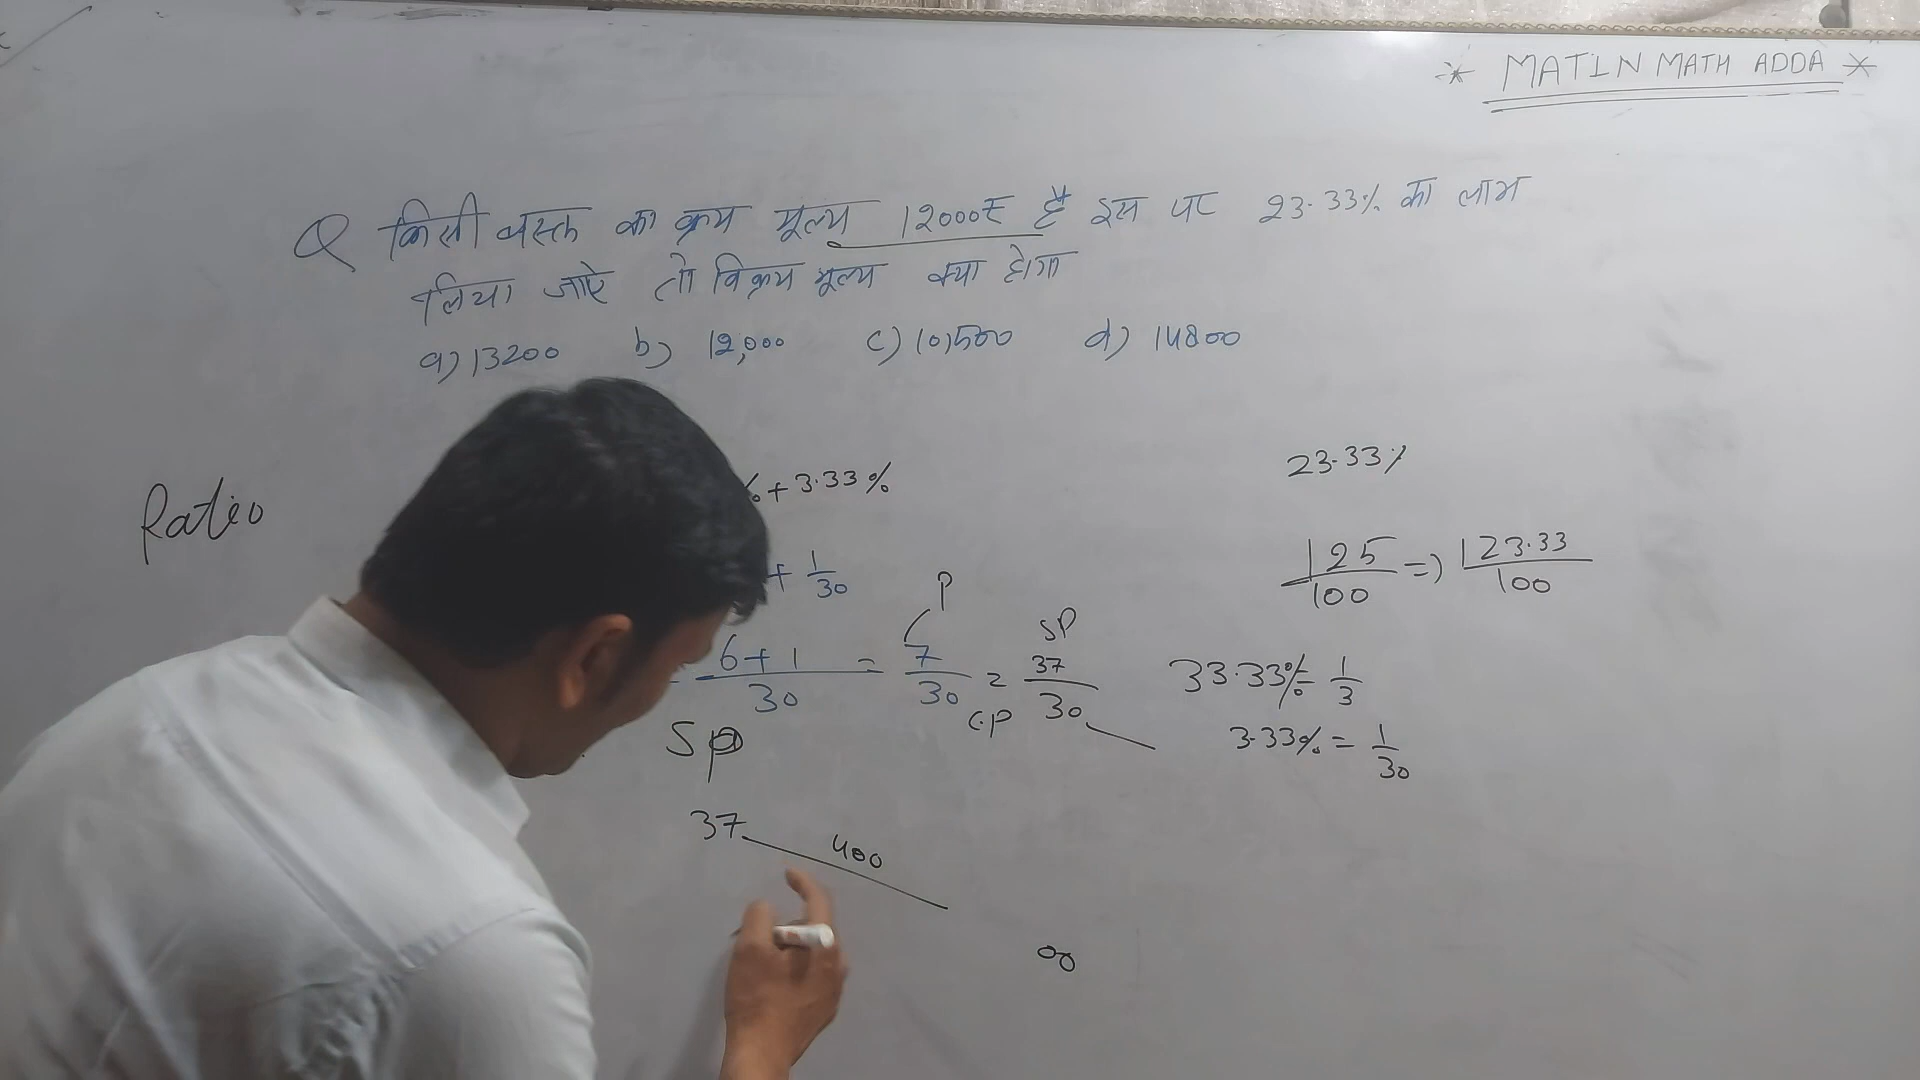 * MATIN MATH ADDA *
Q किसी वस्तु का क्रय मूल्य 12000₹ है इस पर 23.33% का लाभ
लिया जाऐ तो विक्रय मूल्य क्या होगा
a) 13200 b) 12,000 c) 10,500 d) 14800
Ratio
% + 3.33%
+ 1/30
6+1/30 = 7/30 = 37/30
P
SP
C.P
SP
37 400
or
23.33%
125/100 => 123.33/100
33.33% = 1/3
3.33% = 1/30